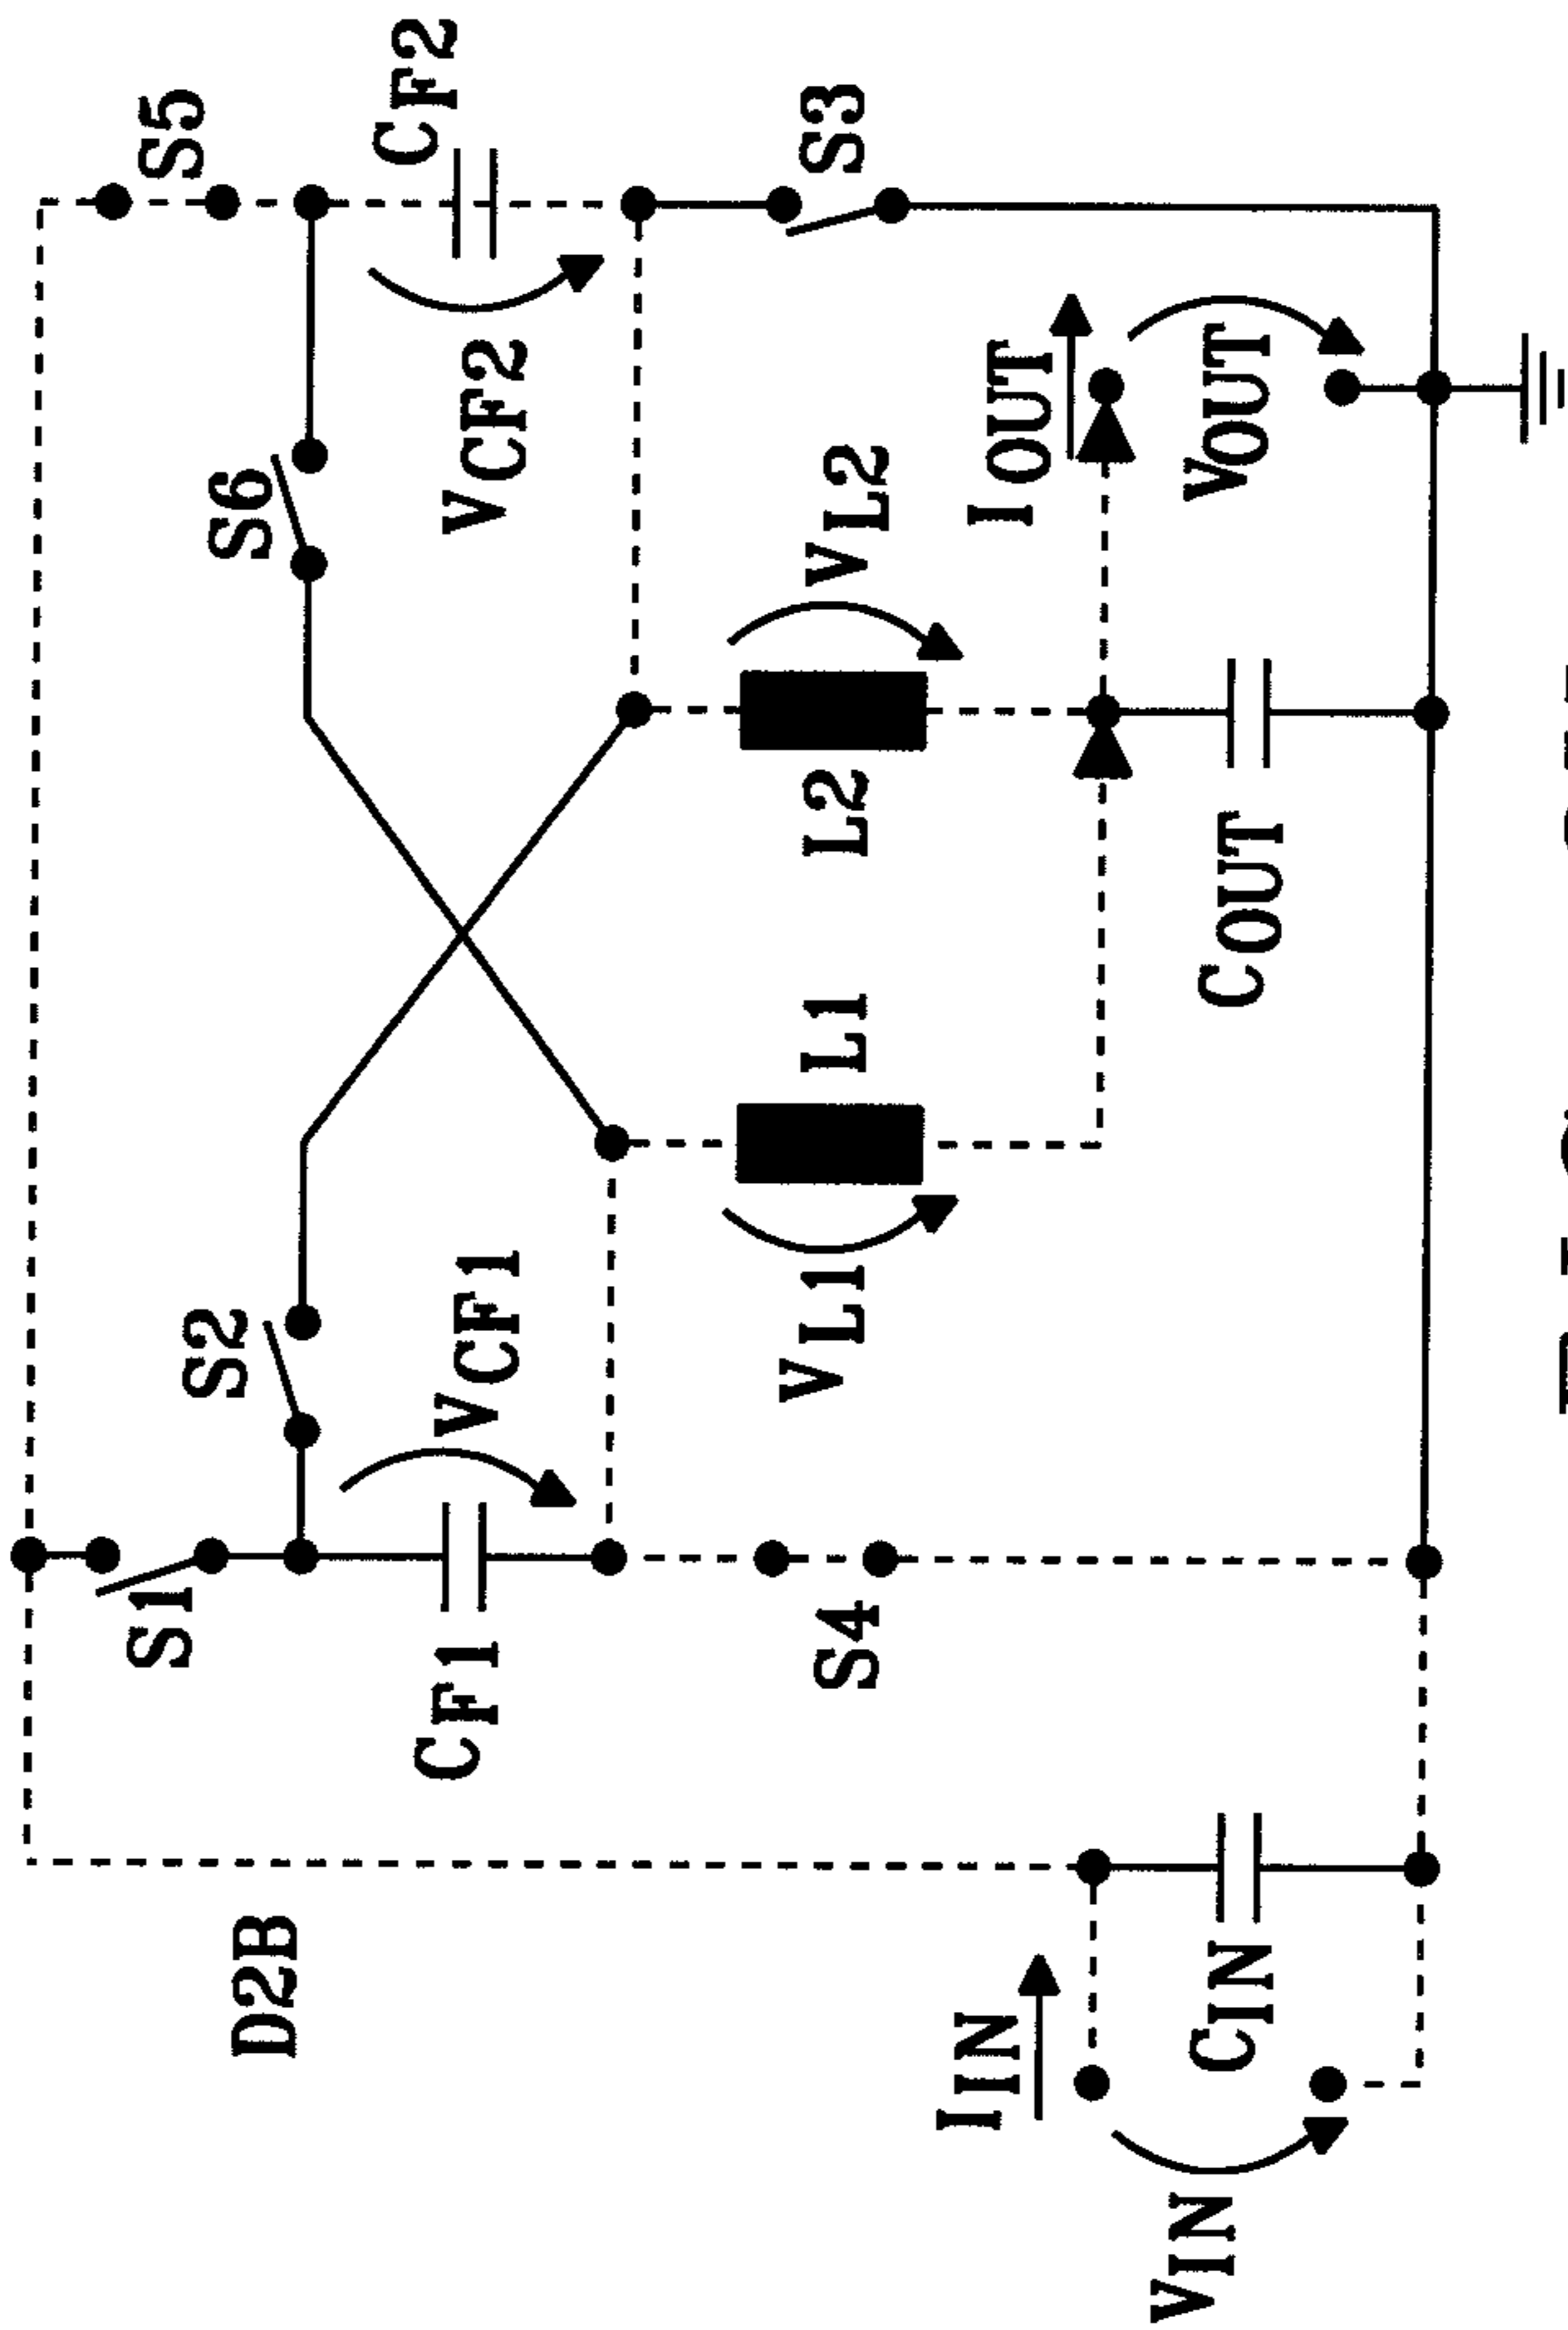 D2B
S1
S2
S6
S5
CF1
VCF1
VCF2
CF2
S4
VL1
L1
L2
VL2
S3
IIN
VIN
CIN
COUT
IOUT
VOUT